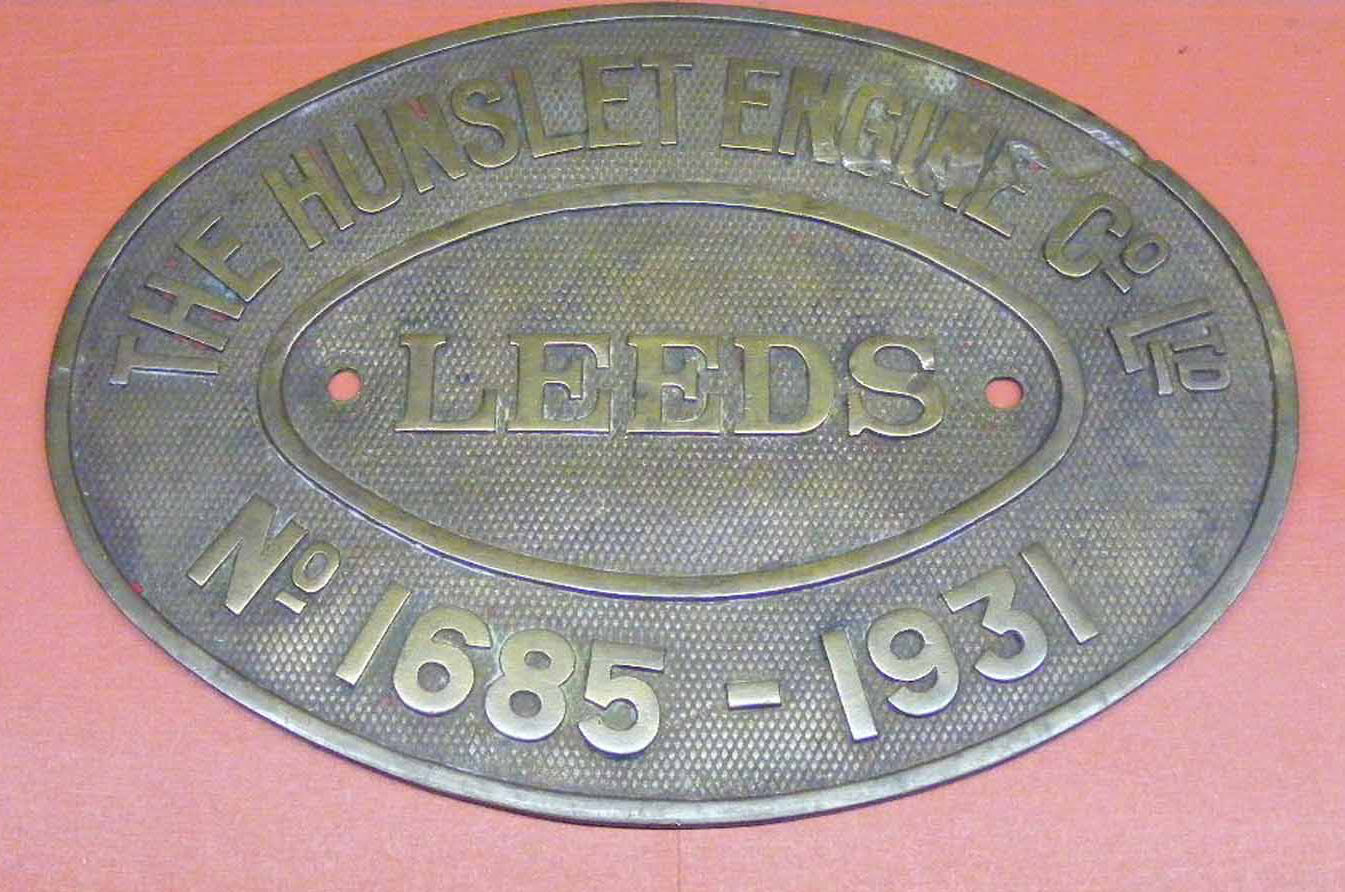 THE HUNSLET ENGINE Cº LTD
LEEDS
Nº 1685 - 1931